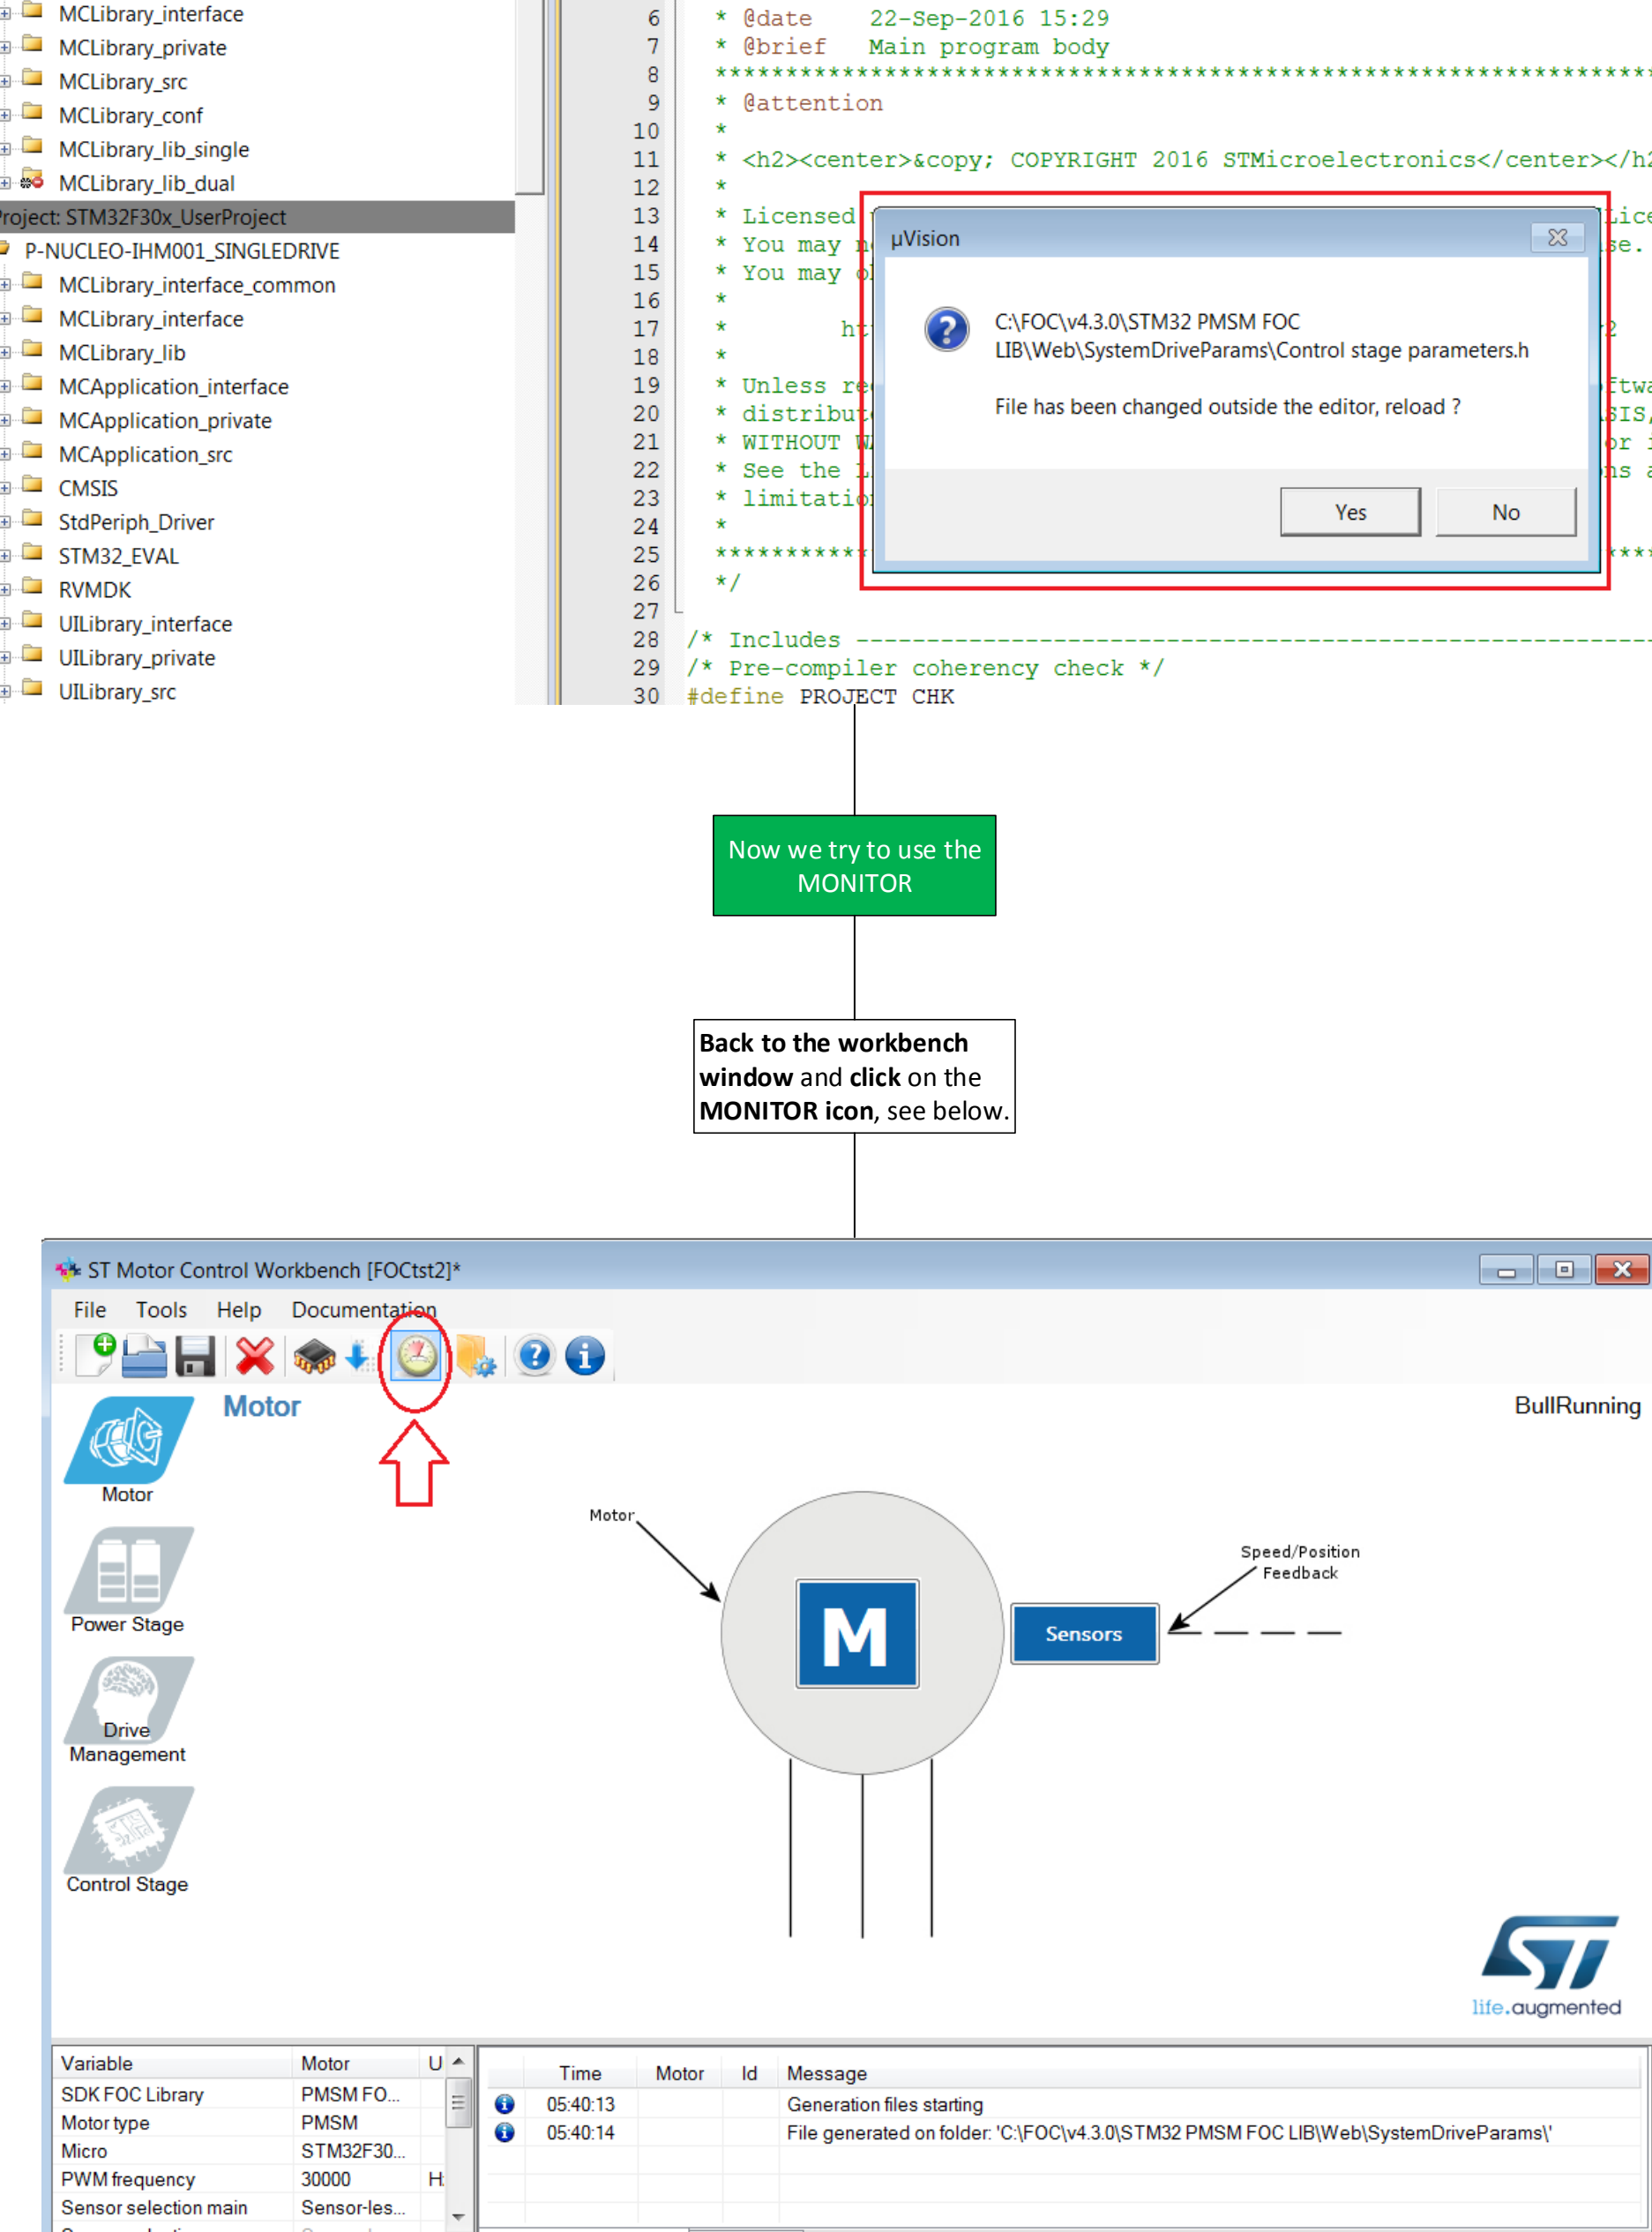 MCLibrary_interface
MCLibrary_private
MCLibrary_src
MCLibrary_conf
MCLibrary_lib_single
MCLibrary_lib_dual
Project: STM32F30x_UserProject
P-NUCLEO-IHM001_SINGLEDRIVE
MCLibrary_interface_common
MCLibrary_interface
MCLibrary_lib
MCApplication_interface
MCApplication_private
MCApplication_src
CMSIS
StdPeriph_Driver
STM32_EVAL
RVMDK
UILibrary_interface
UILibrary_private
UILibrary_src
6 * @date 22-Sep-2016 15:29
7 * @brief Main program body
8 ******************************************************************
9 * @attention
10 *
11 * <h2><center>&copy; COPYRIGHT 2016 STMicroelectronics</center></h2
12 *
13 * Licensed
14 * You may
15 * You may
16 *
17 *
18 *
19 * Unless
20 * distribut
21 * WITHOUT
22 * See the
23 * limitatio
24 *
25 **********
26 */
27
28 /* Includes --------------------------------------------------------
29 /* Pre-compiler coherency check */
30 #define PROJECT CHK
µVision
C:\FOC\v4.3.0\STM32 PMSM FOC
LIB\Web\SystemDriveParams\Control stage parameters.h
File has been changed outside the editor, reload ?
Yes No
Now we try to use the
MONITOR
Back to the workbench
window and click on the
MONITOR icon, see below.
ST Motor Control Workbench [FOCtst2]*
File Tools Help Documentation
Motor
BullRunning
Motor
Power Stage
Drive
Management
Control Stage
Motor
M
Sensors
Speed/Position
Feedback
ST
life.augmented
Variable Motor U
SDK FOC Library PMSM FO...
Motor type PMSM
Micro STM32F30...
PWM frequency 30000 H
Sensor selection main Sensor-les...
Time Motor Id Message
05:40:13 Generation files starting
05:40:14 File generated on folder: 'C:\FOC\v4.3.0\STM32 PMSM FOC LIB\Web\SystemDriveParams\'